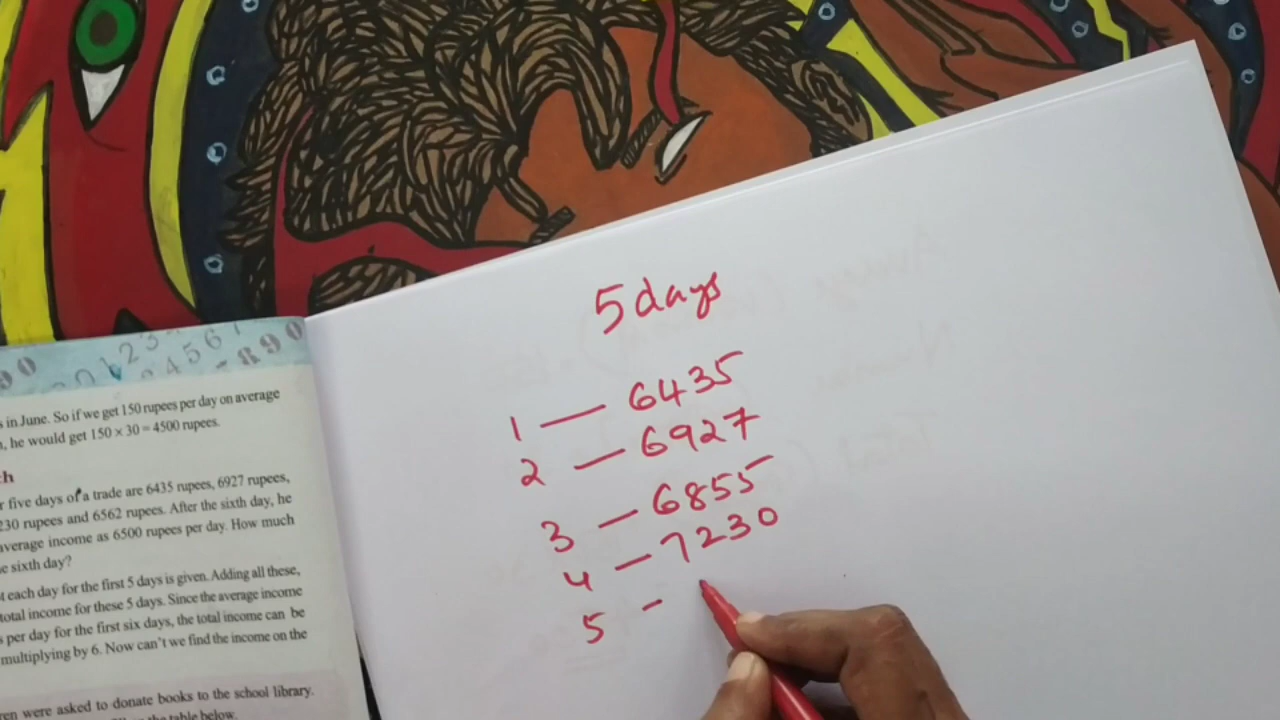 s in June. So if we get 150 rupees per day on average
, he would get 150 × 30 = 4500 rupees.
five days of a trade are 6435 rupees, 6927 rupees,
230 rupees and 6562 rupees. After the sixth day, he
average income as 6500 rupees per day. How much
sixth day?
each day for the first 5 days is given. Adding all these,
total income for these 5 days. Since the average income
per day for the first six days, the total income can be
multiplying by 6. Now can't we find the income on the
were asked to donate books to the school library.
the table below.
5 days
1 — 6435
2 — 6927
3 — 6855
4 — 7230
5 -